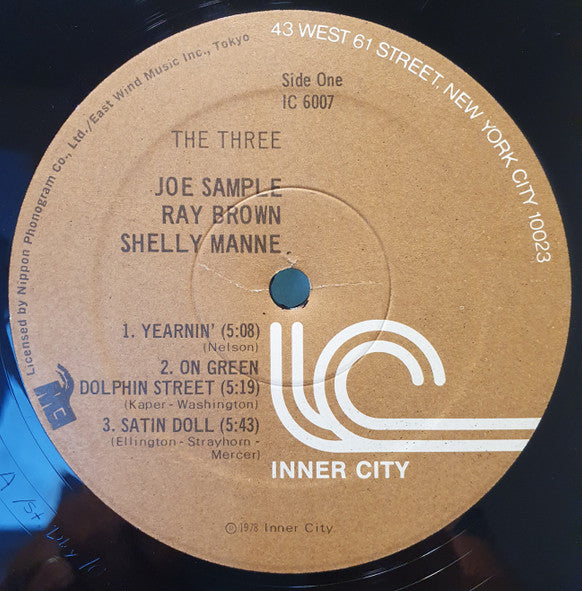 43 WEST 61 STREET, NEW YORK CITY 10023
Licensed by Nippon Phonogram Co., Ltd./East Wind Music Inc., Tokyo
Side One
IC 6007
THE THREE
JOE SAMPLE
RAY BROWN
SHELLY MANNE
1. YEARNIN' (5:08)
(Nelson)
2. ON GREEN
DOLPHIN STREET (5:19)
(Kaper - Washington)
3. SATIN DOLL (5:43)
(Ellington - Strayhorn -
Mercer)
INNER CITY
©1978 Inner City